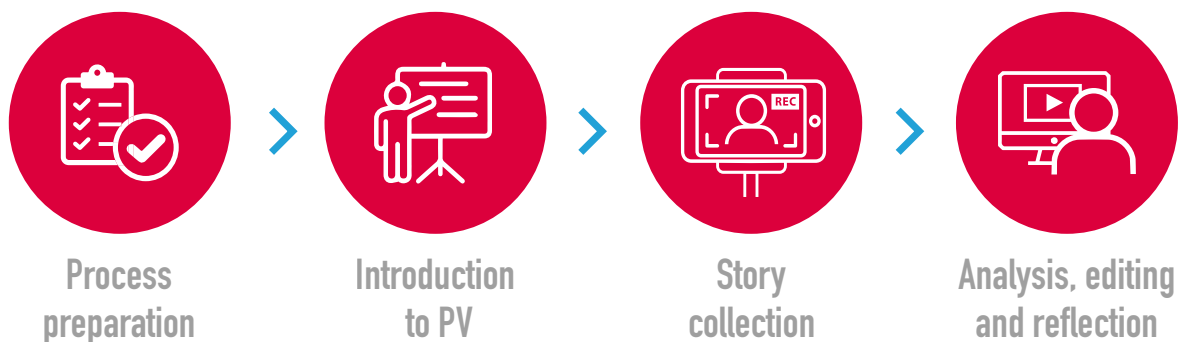 REC
Process
preparation
Introduction
to PV
Story
collection
Analysis, editing
and reflection